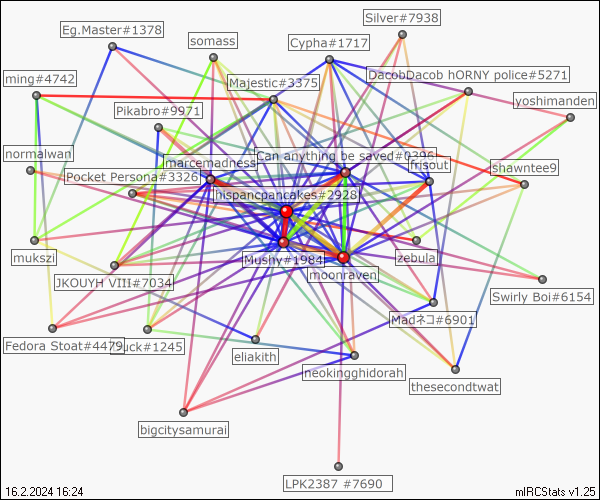 Silver#7938
Eg.Master#1378
somass
Cypha#1717
ming#4742
Majestic#3375
DacobDacob hORNY police#5271
Pikabro#9971
yoshimanden
normalwan
marcemadness
Can anything be saved#0396
frisout
Pocket Persona#3326
shawntee9
hispancpancakes#2928
mukszi
Mushy#1984
zebula
JKOUYH VIII#7034
moonraven
Swirly Boi#6154
Madネコ#6901
Fedora Stoat#4479
uck#1245
eliakith
neokingghidorah
thesecondtwat
bigcitysamurai
LPK2387 #7690
16.2.2024 16:24
mIRCStats v1.25